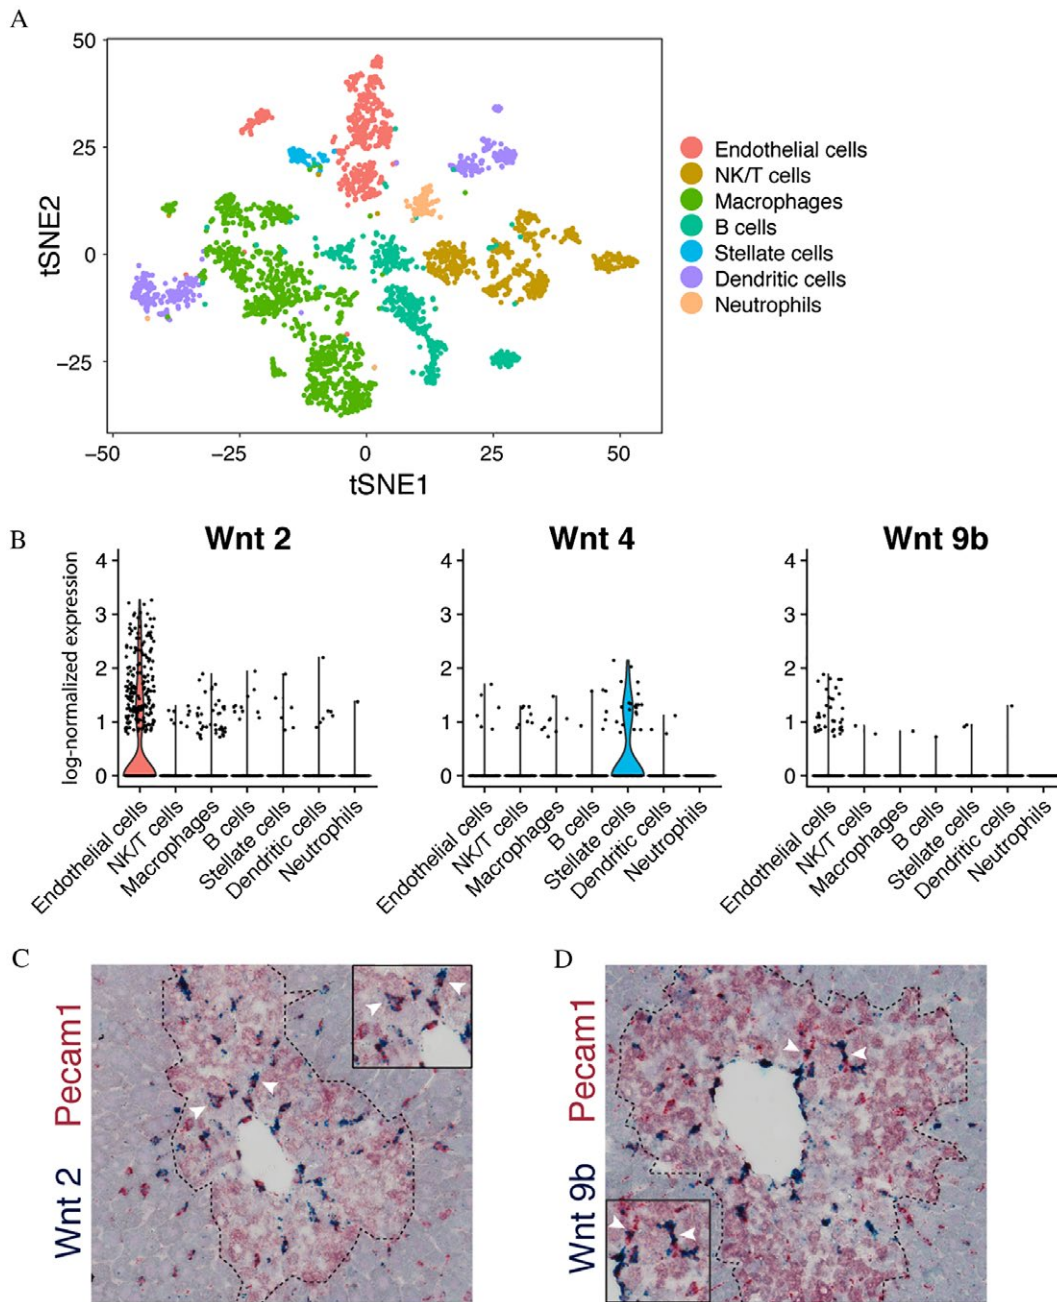 A
50
25
0
−25
tSNE2
−50
−25
0
25
50
tSNE1
Endothelial cells
NK/T cells
Macrophages
B cells
Stellate cells
Dendritic cells
Neutrophils
B
Wnt 2
Wnt 4
Wnt 9b
log-normalized expression
4
3
2
1
0
Endothelial cells
NK/T cells
Macrophages
B cells
Stellate cells
Dendritic cells
Neutrophils
4
3
2
1
0
Endothelial cells
NK/T cells
Macrophages
B cells
Stellate cells
Dendritic cells
Neutrophils
4
3
2
1
0
Endothelial cells
NK/T cells
Macrophages
B cells
Stellate cells
Dendritic cells
Neutrophils
C
Wnt 2 Pecam1
D
Wnt 9b Pecam1